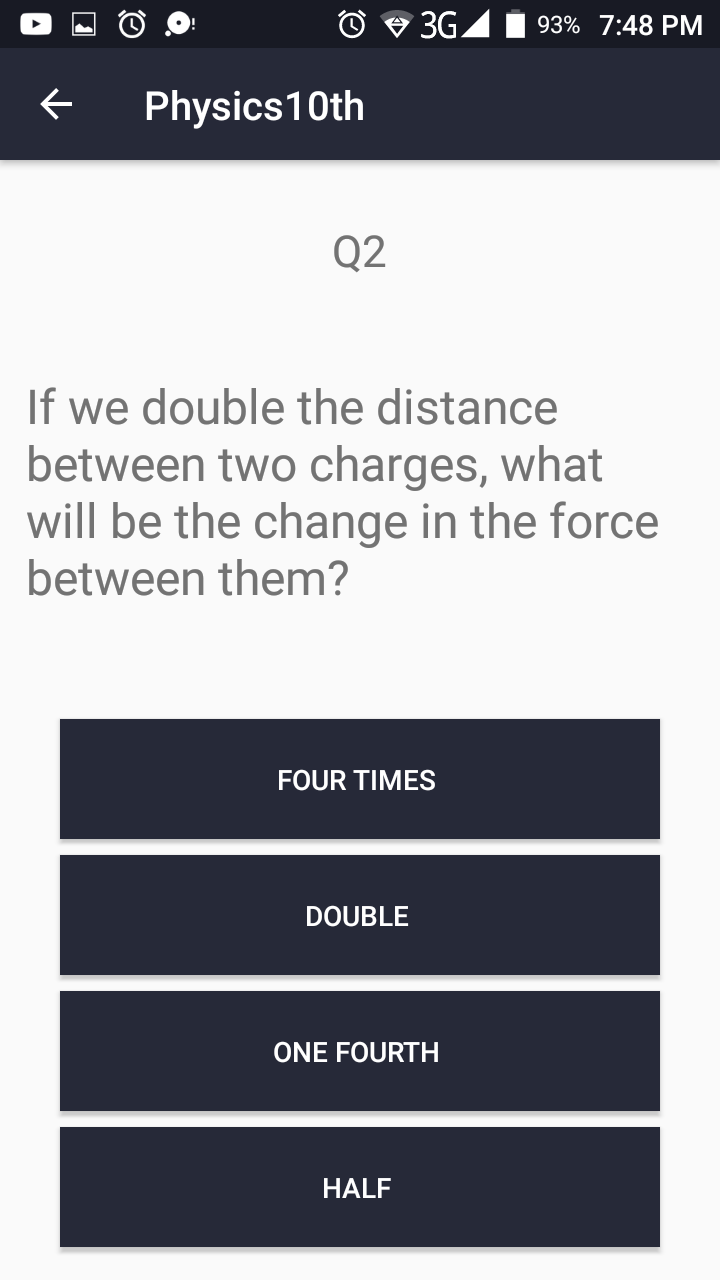 3G 93% 7:48 PM
Physics10th
Q2
If we double the distance
between two charges, what
will be the change in the force
between them?
FOUR TIMES
DOUBLE
ONE FOURTH
HALF